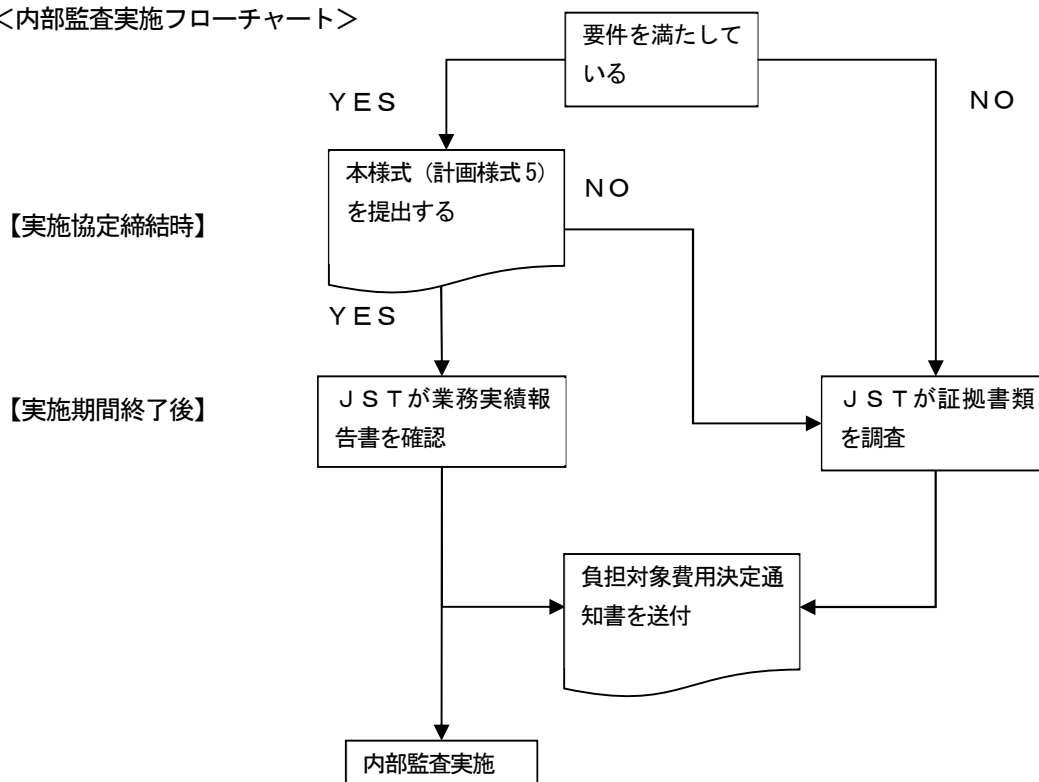 ＜内部監査実施フローチャート＞
要件を満たして
いる
ＹＥＳ
ＮＯ
本様式（計画様式5）
を提出する
ＮＯ
【実施協定締結時】
ＹＥＳ
【実施期間終了後】
ＪＳＴが業務実績報
告書を確認
ＪＳＴが証拠書類
を調査
負担対象費用決定通
知書を送付
内部監査実施